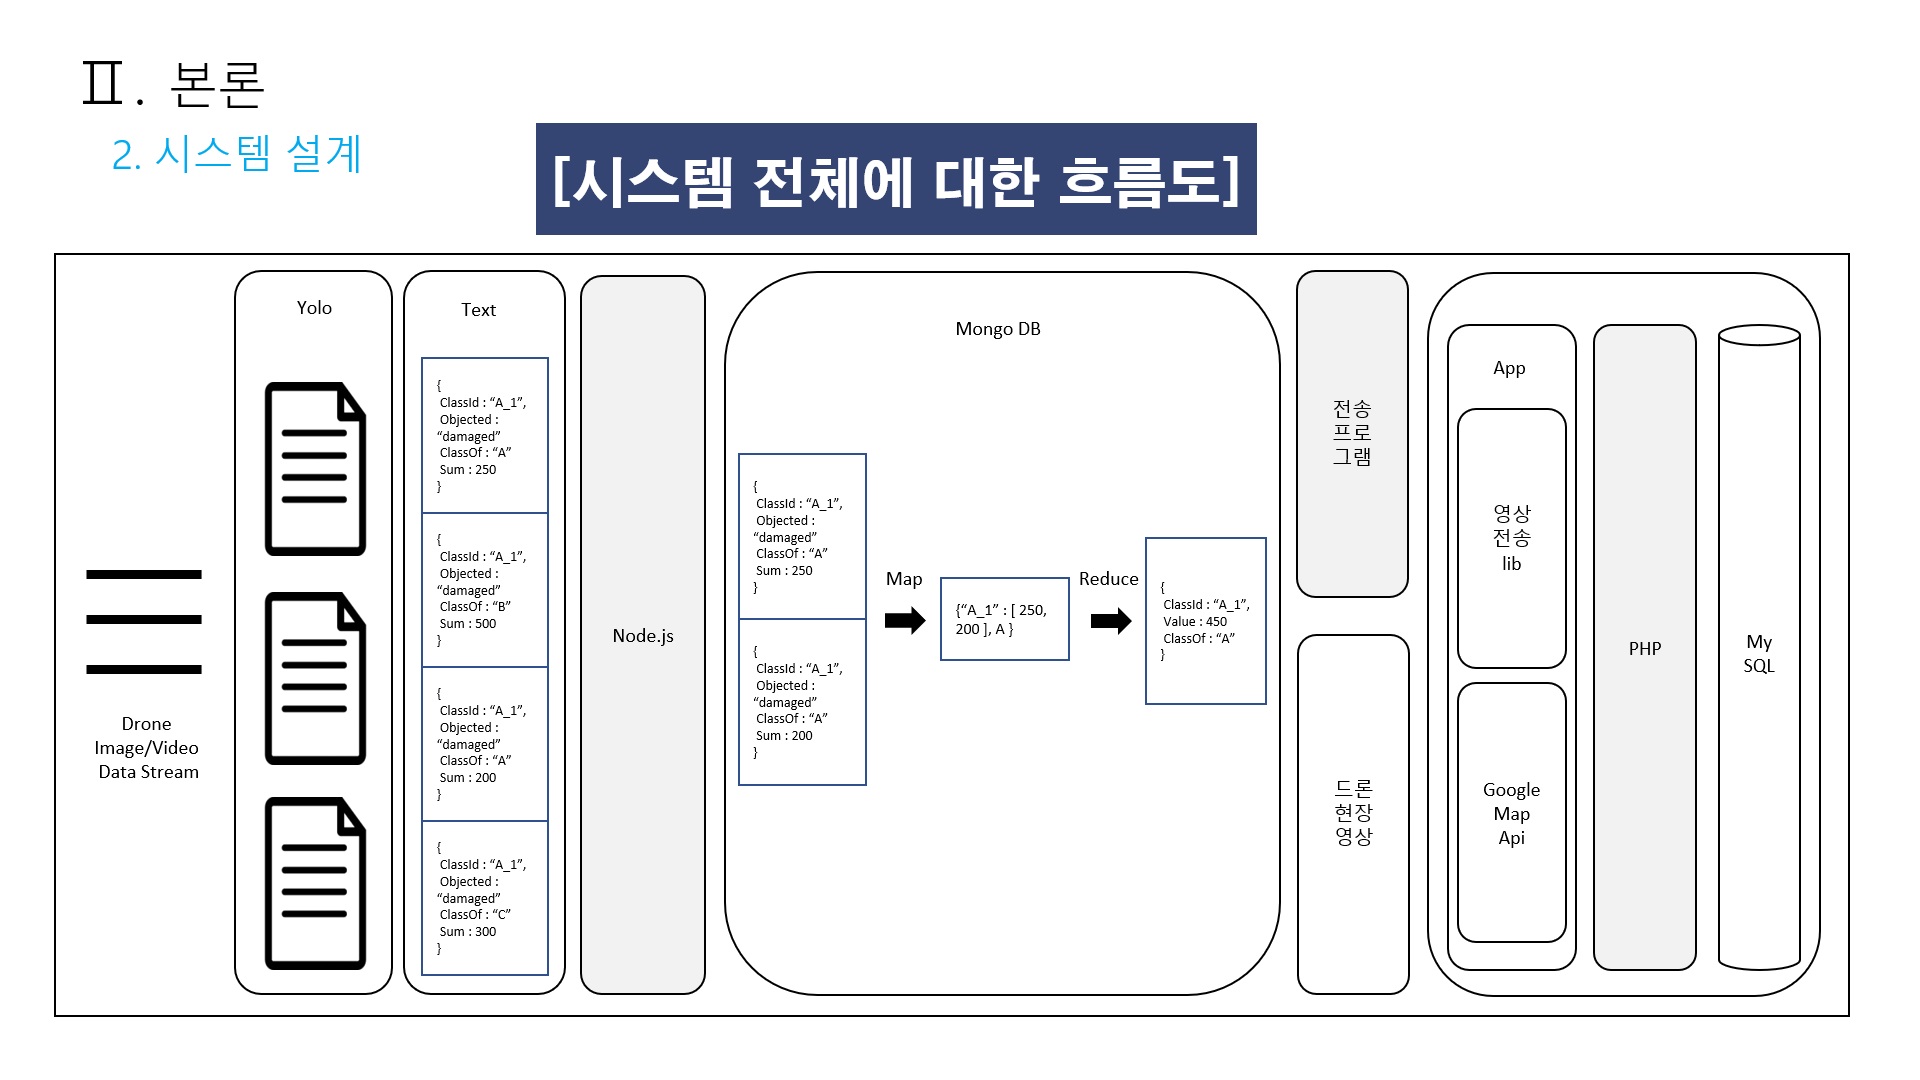 Ⅱ. 본론
2. 시스템 설계
[시스템 전체에 대한 흐름도]
Drone
Image/Video
Data Stream
Yolo
Text
{
ClassId : “A_1”,
Objected :
“damaged”
ClassOf : “A”
Sum : 250
}
{
ClassId : “A_1”,
Objected :
“damaged”
ClassOf : “B”
Sum : 500
}
{
ClassId : “A_1”,
Objected :
“damaged”
ClassOf : “A”
Sum : 200
}
{
ClassId : “A_1”,
Objected :
“damaged”
ClassOf : “C”
Sum : 300
}
Node.js
Mongo DB
{
ClassId : “A_1”,
Objected :
“damaged”
ClassOf : “A”
Sum : 250
}
{
ClassId : “A_1”,
Objected :
“damaged”
ClassOf : “A”
Sum : 200
}
Map
{“A_1” : [ 250,
200 ], A }
Reduce
{
ClassId : “A_1”,
Value : 450
ClassOf : “A”
}
전송
프로
그램
드론
현장
영상
App
영상
전송
lib
Google
Map
Api
PHP
My
SQL